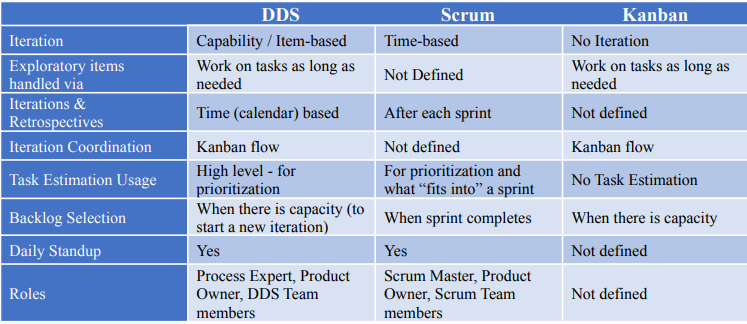 DDS Scrum Kanban
Iteration Capability / Item-based Time-based No Iteration
Exploratory items Work on tasks as long as Not Defined Work on tasks as long as
handled via needed needed
Iterations & Time (calendar) based After each sprint Not defined
Retrospectives
Iteration Coordination Kanban flow Not defined Kanban flow
Task Estimation Usage High level - for For prioritization and No Task Estimation
prioritization what “fits into” a sprint
Backlog Selection When there is capacity (to When sprint completes When there is capacity
start a new iteration)
Daily Standup Yes Yes Not defined
Roles Process Expert, Product Scrum Master, Product Not defined
Owner, DDS Team Owner, Scrum Team
members members